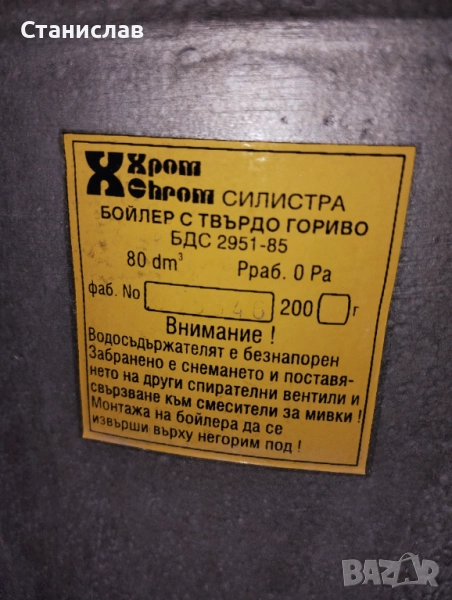 Станислав
Хром
Chrom СИЛИСТРА
БОЙЛЕР С ТВЪРДО ГОРИВО
БДС 2951-85
80 dm³ Рраб. 0 Pa
фаб. No 200 г
Внимание !
Водосъдържателят е безнапорен
Забранено е снемането и поставя-
нето на други спирателни вентили и
свързване към смесители за мивки !
Монтажа на бойлера да се
извърши върху негорим под !
BAZAR